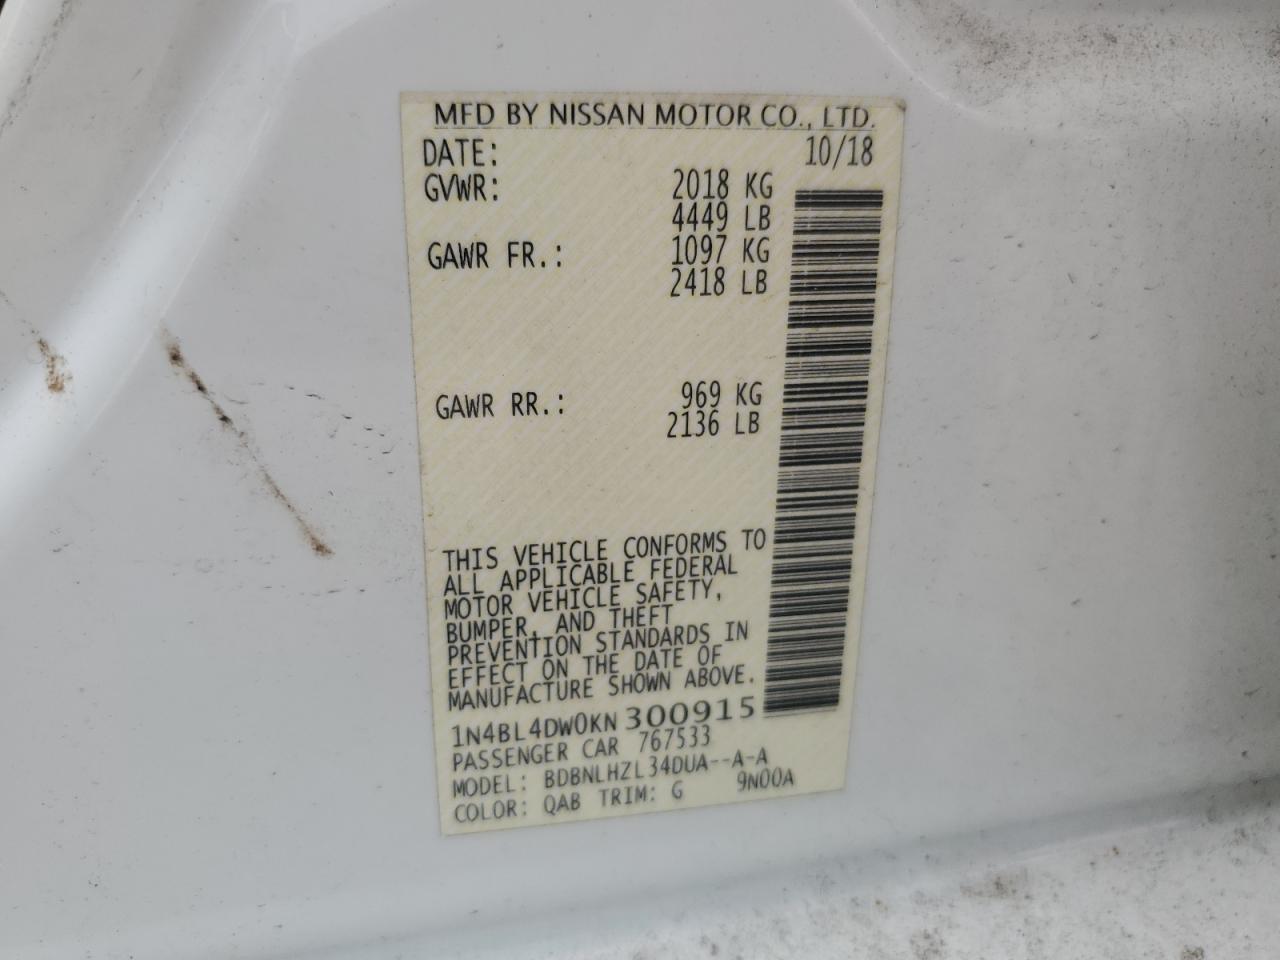 MFD BY NISSAN MOTOR CO., LTD.
DATE: 10/18
GVWR: 2018 KG
4449 LB
GAWR FR.: 1097 KG
2418 LB
GAWR RR.: 969 KG
2136 LB
THIS VEHICLE CONFORMS TO
ALL APPLICABLE FEDERAL
MOTOR VEHICLE SAFETY,
BUMPER, AND THEFT
PREVENTION STANDARDS IN
EFFECT ON THE DATE OF
MANUFACTURE SHOWN ABOVE.
1N4BL4DW0KN300915
PASSENGER CAR 767533
MODEL: BDBNLHZL34DUA--A-A
COLOR: QAB TRIM: G 9N00A